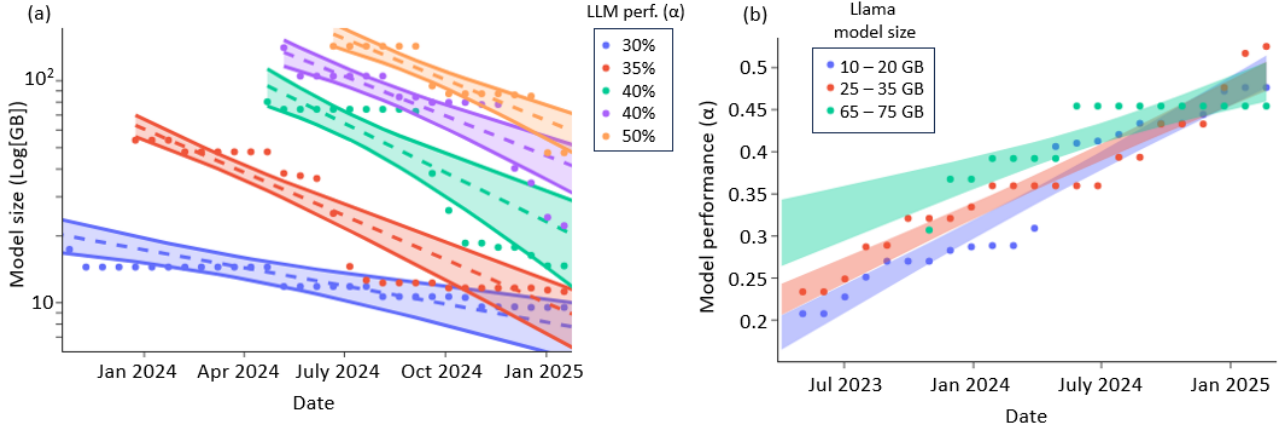 (a)
LLM perf. (α)
30%
35%
40%
40%
50%
Model size (Log[GB])
10²
10
Jan 2024
Apr 2024
July 2024
Oct 2024
Jan 2025
Date
(b)
Llama
model size
10 – 20 GB
25 – 35 GB
65 – 75 GB
Model performance (α)
0.5
0.45
0.4
0.35
0.3
0.25
0.2
Jul 2023
Jan 2024
July 2024
Jan 2025
Date